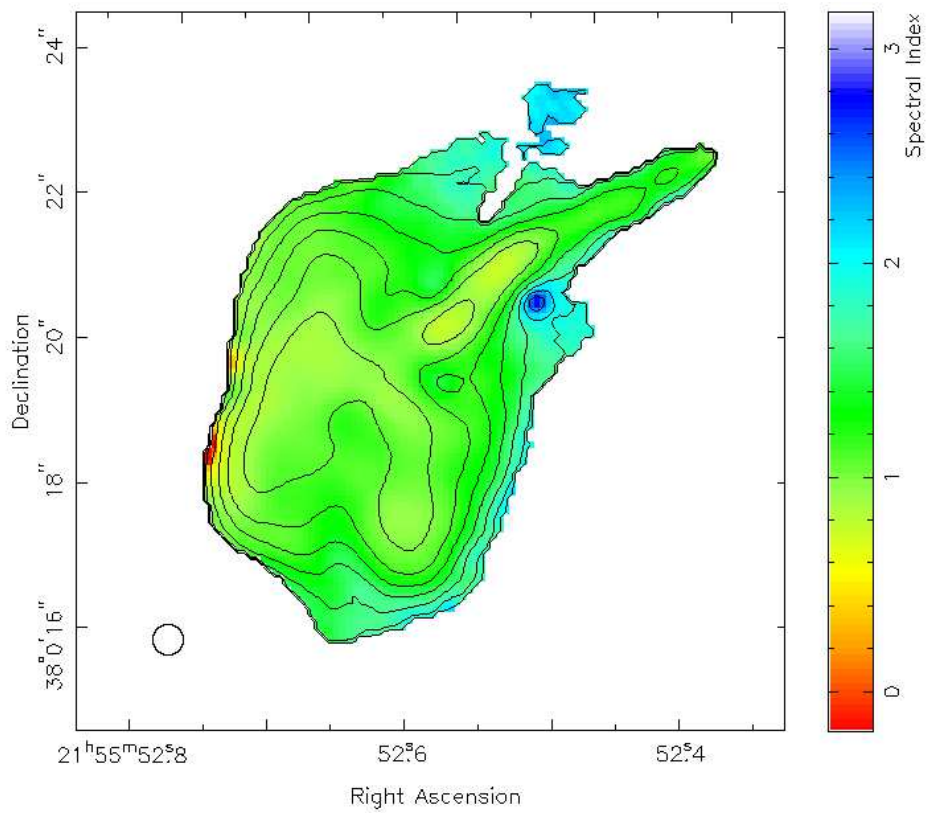 24″
22″
20″
18″
38°0′16″
Declination
21ʰ55ᵐ52ˢ.8
52ˢ.6
52ˢ.4
Right Ascension
3
2
1
0
Spectral Index